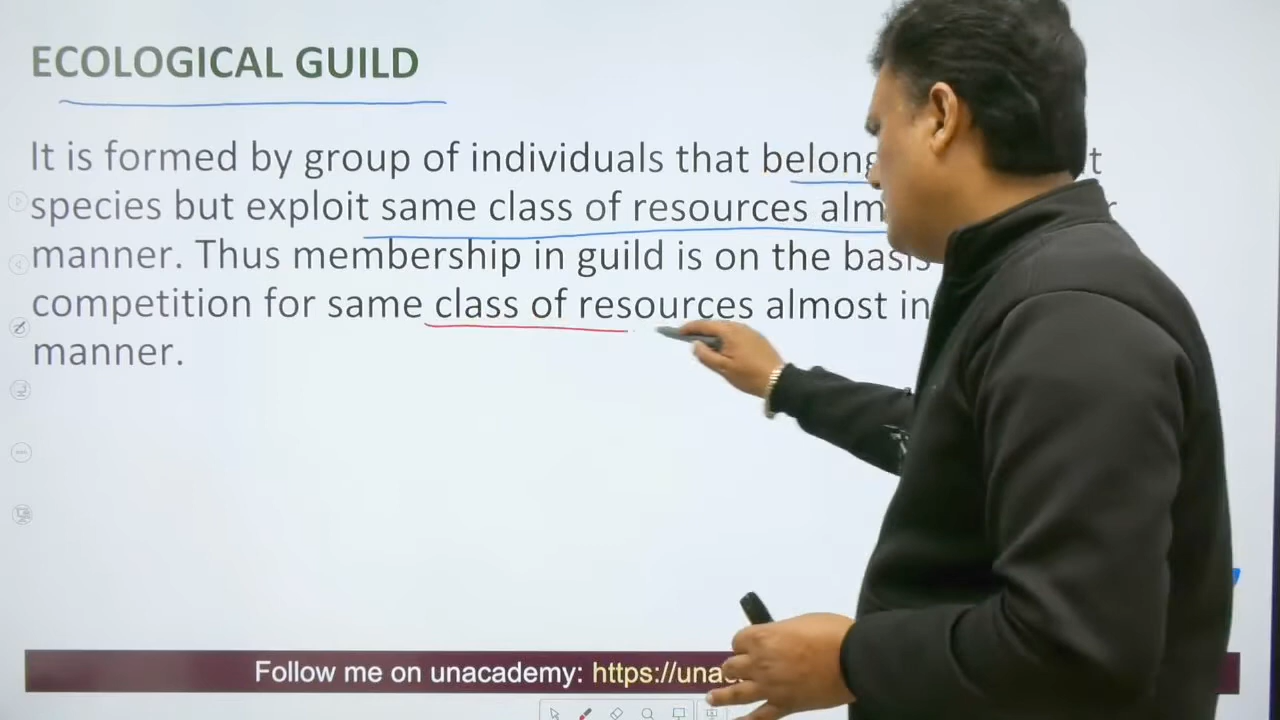 ECOLOGICAL GUILD
It is formed by group of individuals that belong
species but exploit same class of resources
manner. Thus membership in guild is on the basis
competition for same class of resources almost in
manner.
Follow me on unacademy: https://una